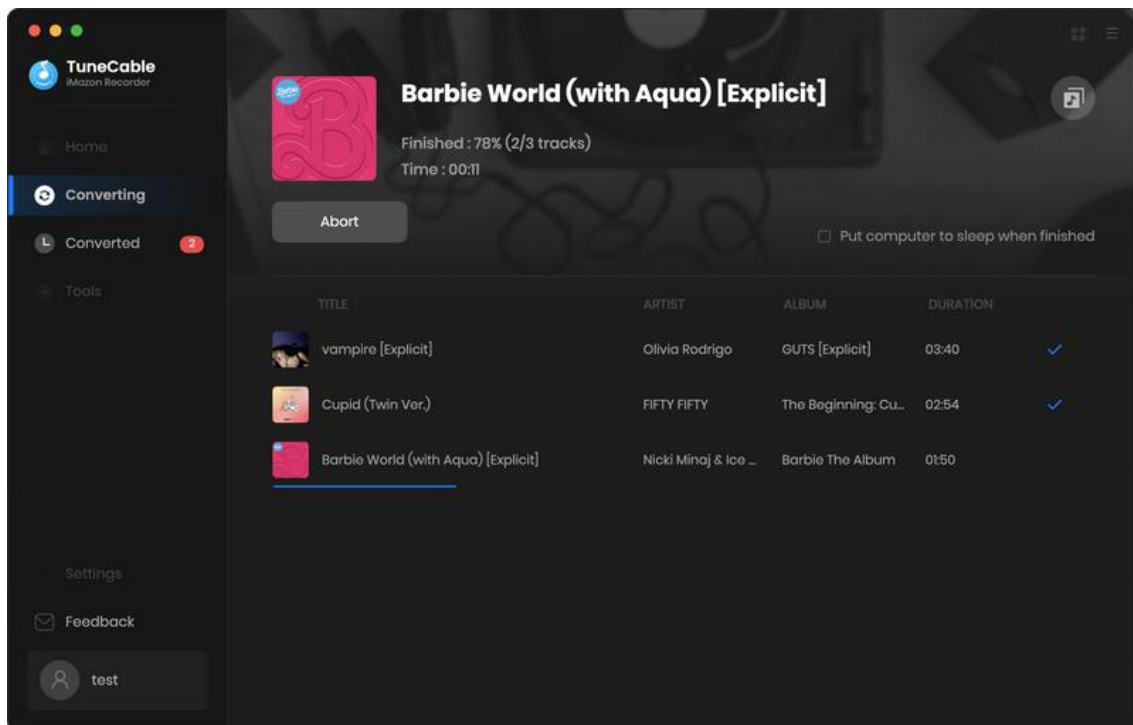 TuneCable
iMazon Recorder
Home
Converting
Converted 2
Tools
Settings
Feedback
test
Barbie World (with Aqua) [Explicit]
Finished : 78% (2/3 tracks)
Time : 00:11
Abort
Put computer to sleep when finished
TITLE ARTIST ALBUM DURATION
vampire [Explicit] Olivia Rodrigo GUTS [Explicit] 03:40
Cupid (Twin Ver.) FIFTY FIFTY The Beginning: Cu... 02:54
Barbie World (with Aqua) [Explicit] Nicki Minaj & Ice ... Barbie The Album 01:50